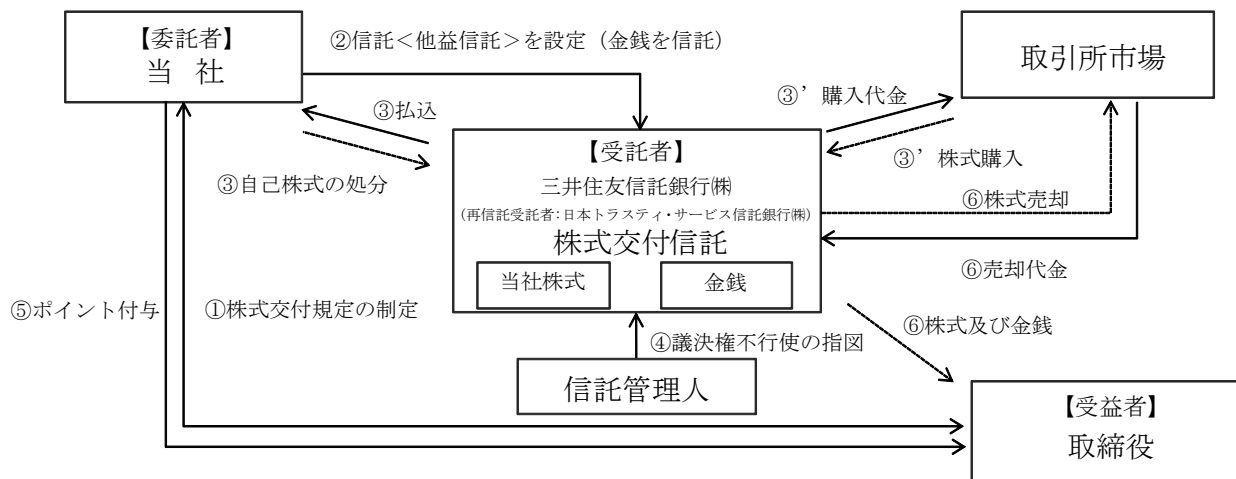 【委託者】
当 社
②信託<他益信託>を設定（金銭を信託）
取引所市場
③払込
③’購入代金
【受託者】
③’株式購入
三井住友信託銀行㈱
③自己株式の処分
⑥株式売却
(再信託受託者:日本トラスティ・サービス信託銀行㈱)
株式交付信託
⑥売却代金
当社株式
金銭
⑤ポイント付与
①株式交付規定の制定
⑥株式及び金銭
④議決権不行使の指図
信託管理人
【受益者】
取締役